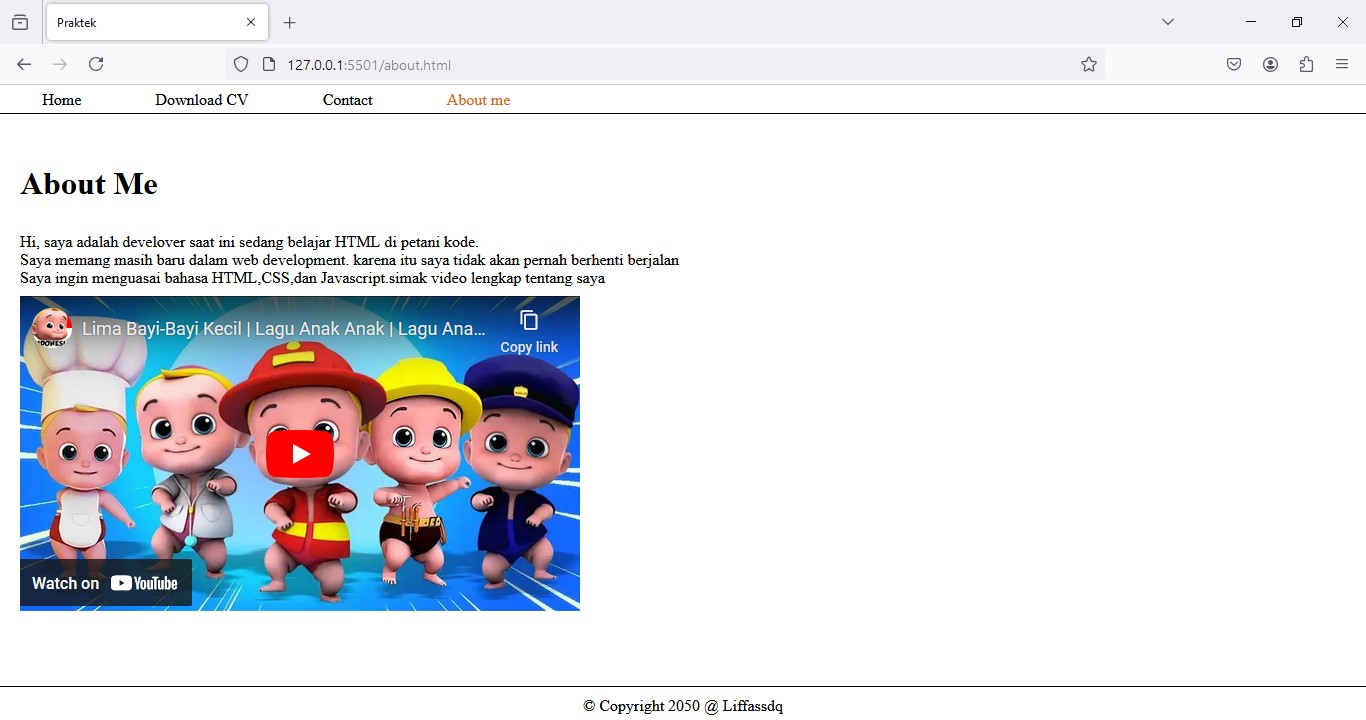 Praktek
127.0.0.1:5501/about.html
Home Download CV Contact About me
About Me
Hi, saya adalah develover saat ini sedang belajar HTML di petani kode.
Saya memang masih baru dalam web development. karena itu saya tidak akan pernah berhenti berjalan
Saya ingin menguasai bahasa HTML,CSS,dan Javascript.simak video lengkap tentang saya
Lima Bayi-Bayi Kecil | Lagu Anak Anak | Lagu Ana…
Copy link
Watch on YouTube
© Copyright 2050 @ Liffassdq